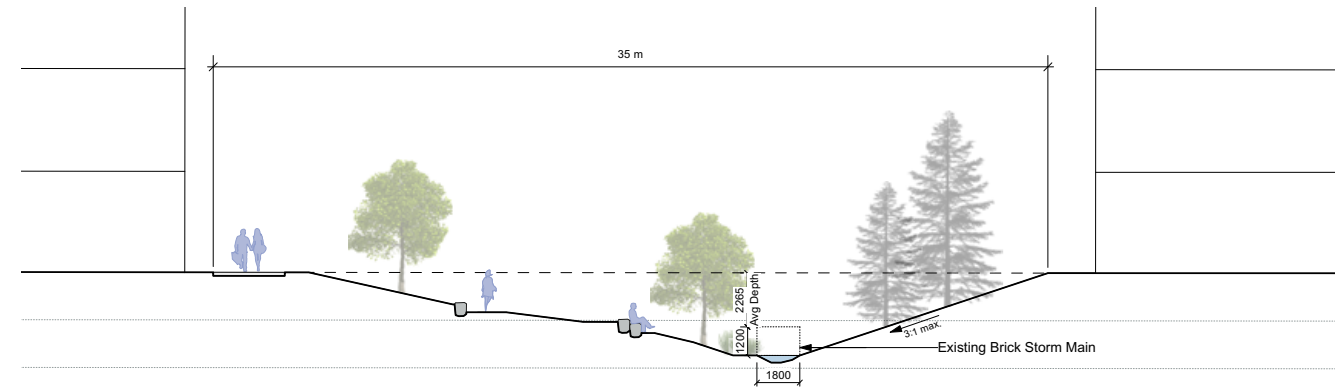 35 m
2265
Avg Depth
1200
3:1 max.
Existing Brick Storm Main
1800